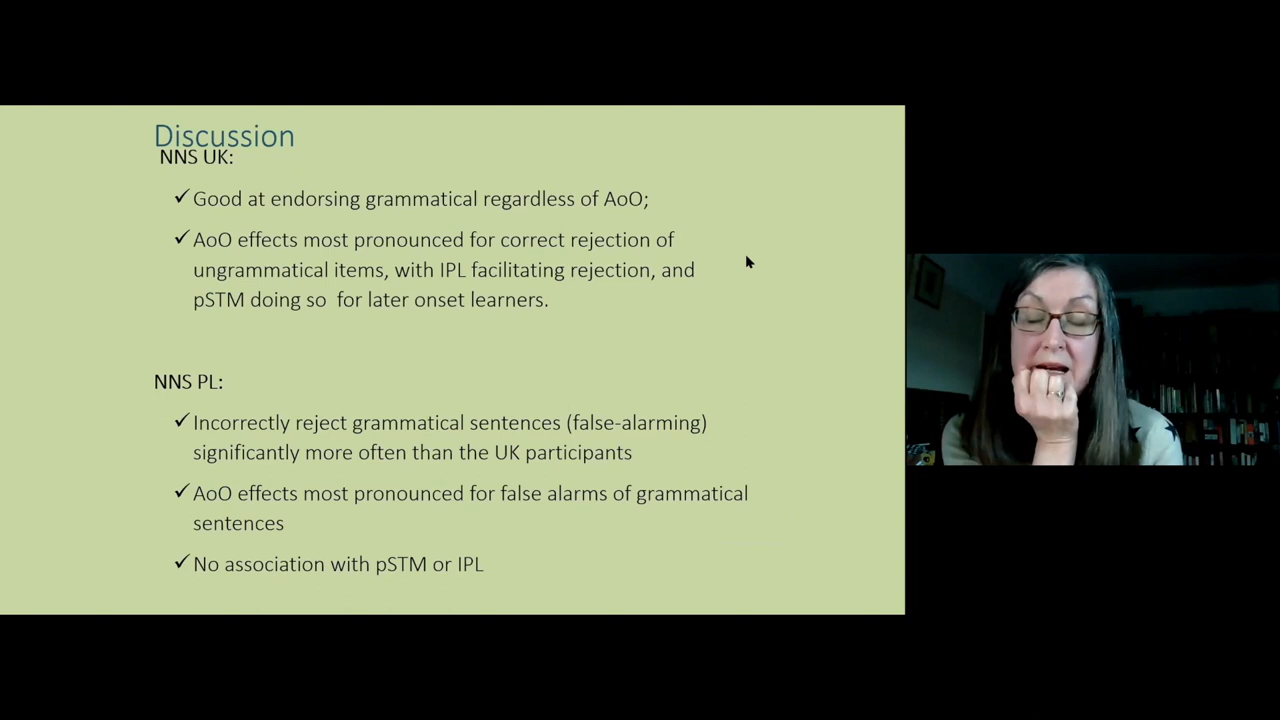 Discussion
NNS UK:
✓ Good at endorsing grammatical regardless of AoO;
✓ AoO effects most pronounced for correct rejection of
ungrammatical items, with IPL facilitating rejection, and
pSTM doing so for later onset learners.
NNS PL:
✓ Incorrectly reject grammatical sentences (false-alarming)
significantly more often than the UK participants
✓ AoO effects most pronounced for false alarms of grammatical
sentences
✓ No association with pSTM or IPL